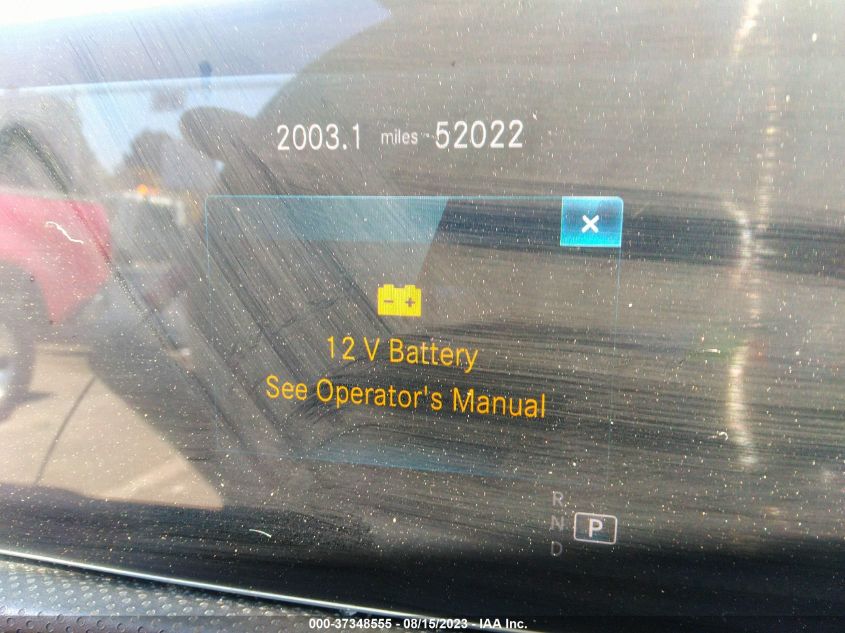 2003.1 miles 52022
×
- +
12 V Battery
See Operator's Manual
R
N P
D
000-37348555 - 08/15/2023 - IAA Inc.